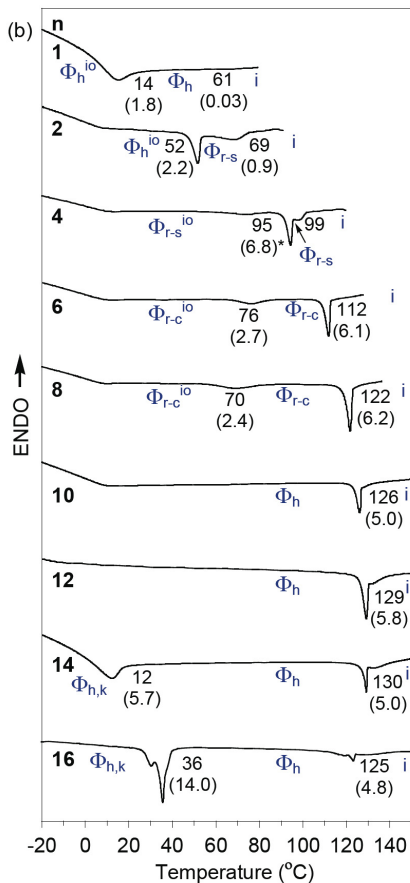 (b) n
1
Φh^io 14 Φh 61 i
(1.8) (0.03)
2 Φh^io 52 Φr-s 69 i
(2.2) (0.9)
4 Φr-s^io 95 99 i
(6.8)* Φr-s
6 Φr-c^io 76 Φr-c 112 i
(2.7) (6.1)
8 Φr-c^io 70 Φr-c 122 i
(2.4) (6.2)
10 Φh 126 i
(5.0)
12 Φh 129 i
(5.8)
14 Φh,k 12 Φh 130 i
(5.7) (5.0)
16 Φh,k 36 Φh 125 i
(14.0) (4.8)
ENDO →
-20 0 20 40 60 80 100 120 140
Temperature (°C)